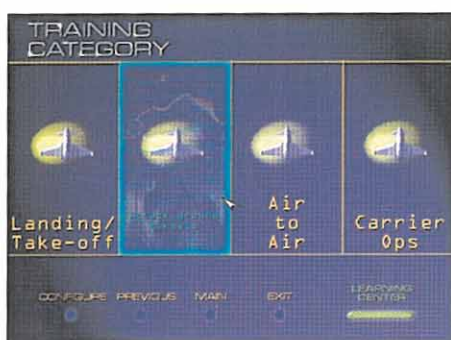 TRAINING
CATEGORY
Landing/
Take-off
Air
to
Air
Carrier
Ops
CONFIGURE PREVIOUS MAIN EXIT
LEARNING
CENTER